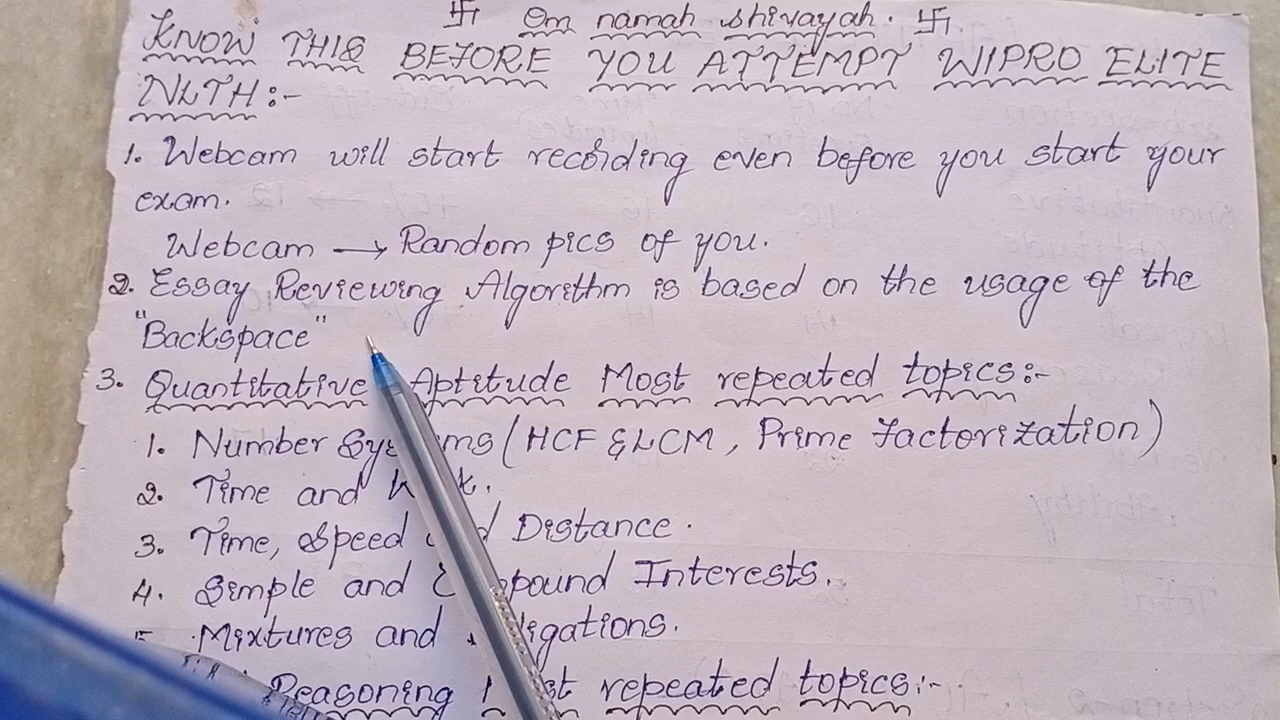 卐 Om namah shivayah. 卐
KNOW THIS BEFORE YOU ATTEMPT WIPRO ELITE
NLTH:-
1. Webcam will start recording even before you start your
exam.
Webcam → Random pics of you.
2. Essay Reviewing Algorithm is based on the usage of the
"Backspace"
3. Quantitative Aptitude Most repeated topics:-
1. Number Systems (HCF & LCM, Prime Factorization)
2. Time and
3. Time, Speed Distance.
4. Simple and Interests.
5. Mixtures and
Reasoning repeated topics:-